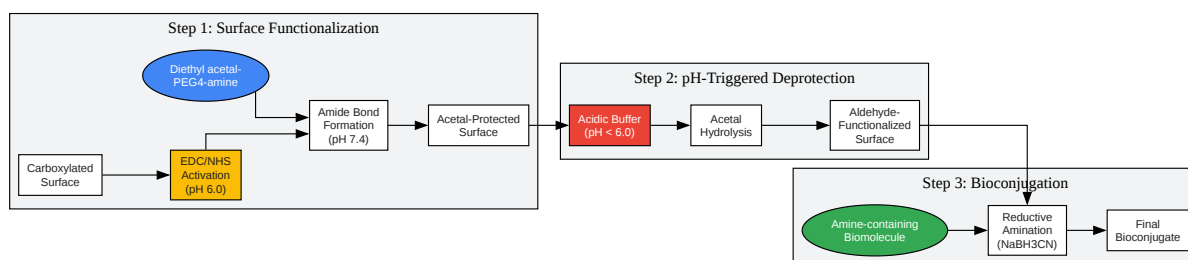 Step 1: Surface Functionalization
Diethyl acetal-
PEG4-amine
Carboxylated
Surface
EDC/NHS
Activation
(pH 6.0)
Amide Bond
Formation
(pH 7.4)
Acetal-Protected
Surface
Step 2: pH-Triggered Deprotection
Acidic Buffer
(pH < 6.0)
Acetal
Hydrolysis
Aldehyde-
Functionalized
Surface
Step 3: Bioconjugation
Amine-containing
Biomolecule
Reductive
Amination
(NaBH3CN)
Final
Bioconjugate